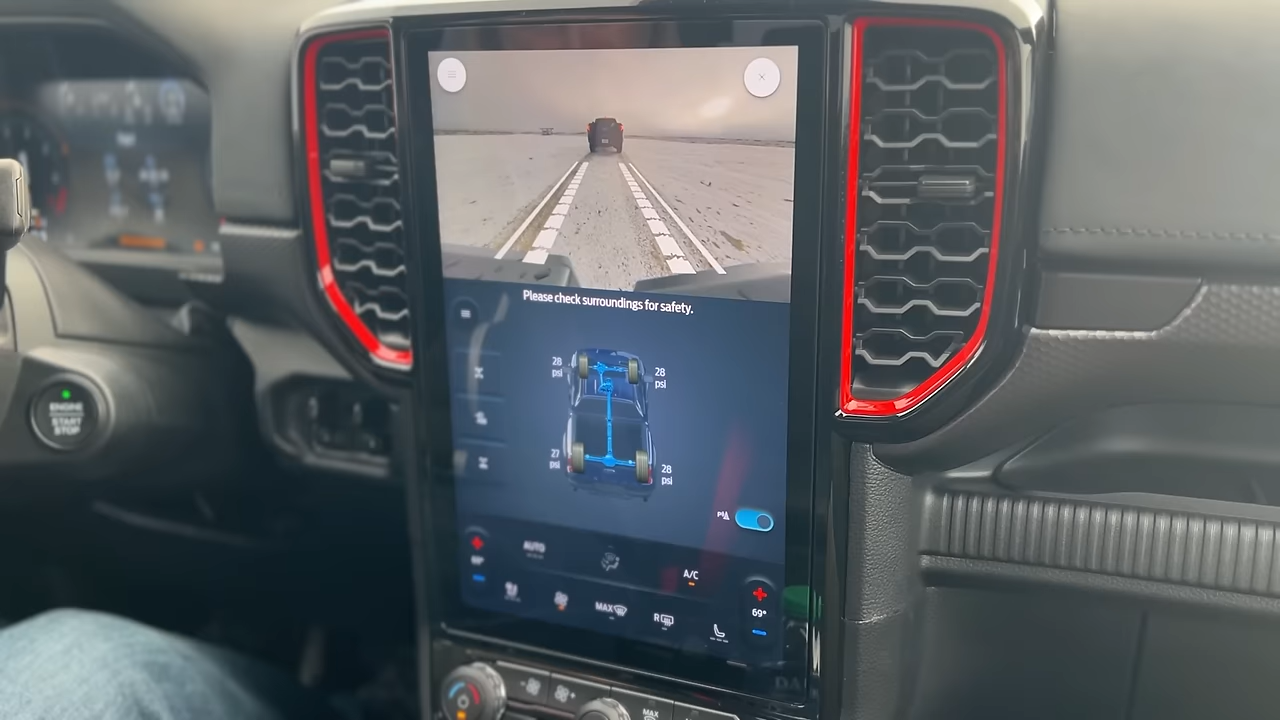 Please check surroundings for safety.
28
psi
28
psi
27
psi
28
psi
ENGINE
START
STOP
AUTO
A/C
MAX
R
69°
MAX